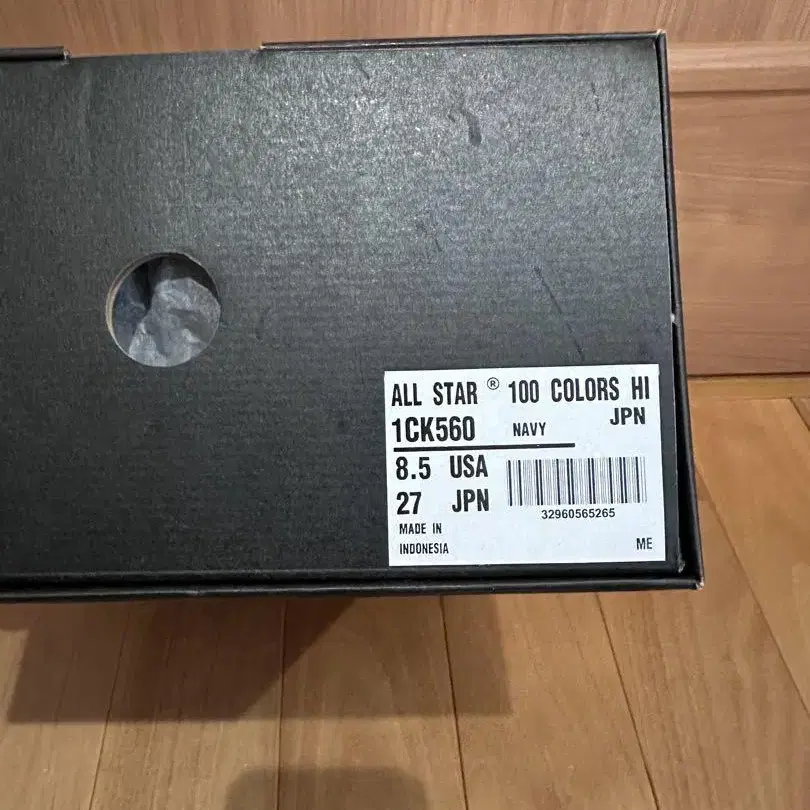 ALL STAR ® 100 COLORS HI
JPN
1CK560 NAVY
8.5 USA
27 JPN
32960565265
MADE IN
INDONESIA
ME